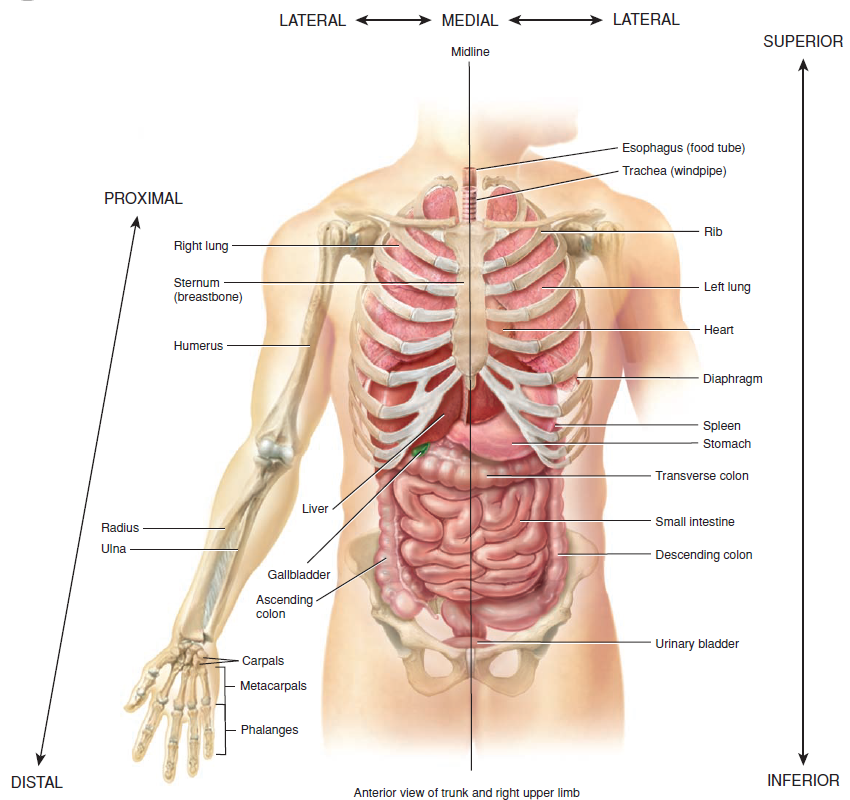 LATERAL MEDIAL LATERAL
SUPERIOR
Midline
Esophagus (food tube)
Trachea (windpipe)
PROXIMAL
Rib
Right lung
Sternum
(breastbone)
Left lung
Heart
Humerus
Diaphragm
Spleen
Stomach
Transverse colon
Liver
Small intestine
Radius
Ulna
Descending colon
Gallbladder
Ascending
colon
Urinary bladder
Carpals
Metacarpals
Phalanges
DISTAL
INFERIOR
Anterior view of trunk and right upper limb